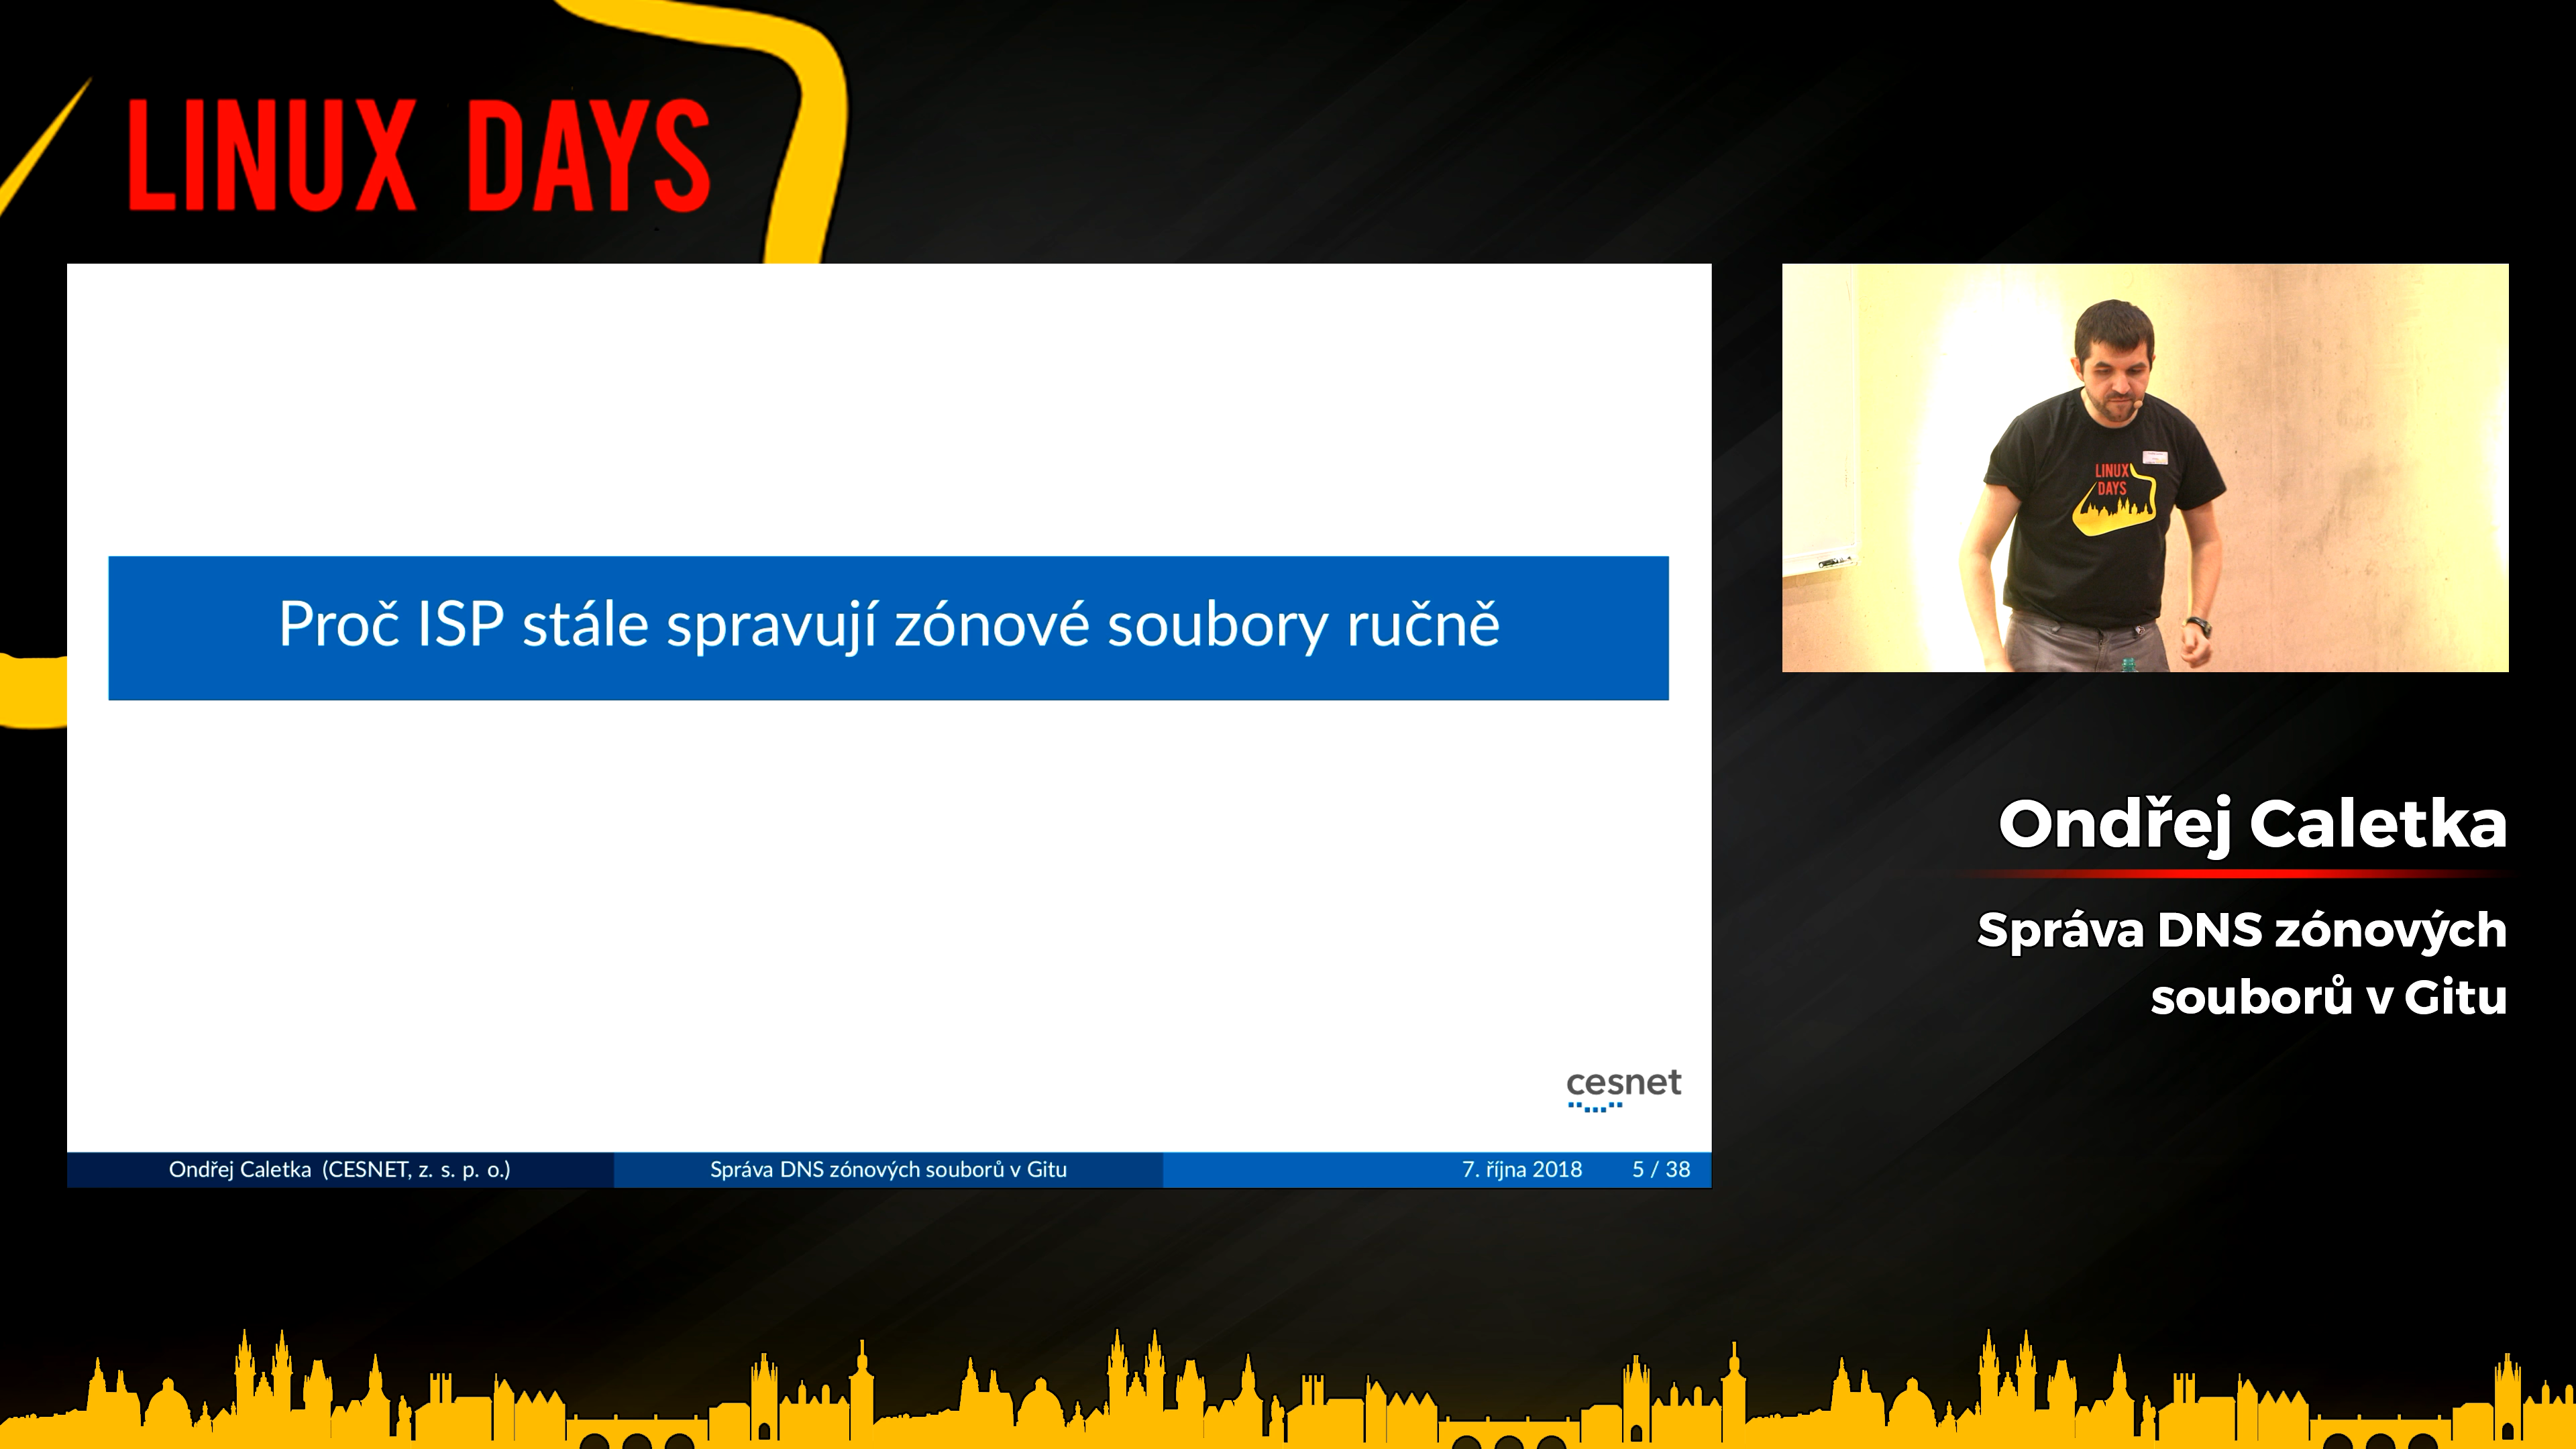 LINUX DAYS
Proč ISP stále spravují zónové soubory ručně
cesnet
Ondřej Caletka (CESNET, z. s. p. o.)
Správa DNS zónových souborů v Gitu
7. října 2018
5 / 38
LINUX
DAYS
Ondřej Caletka
Správa DNS zónových
souborů v Gitu